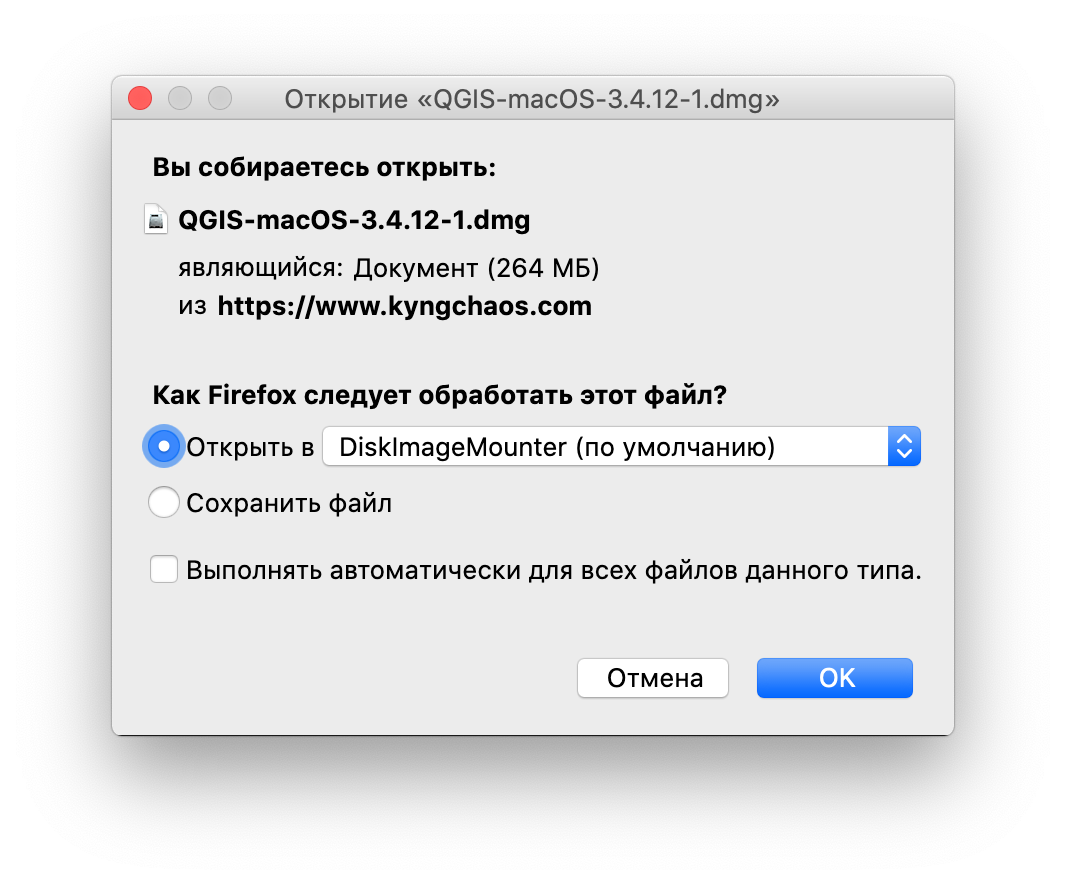 Открытие «QGIS-macOS-3.4.12-1.dmg»
Вы собираетесь открыть:
QGIS-macOS-3.4.12-1.dmg
являющийся: Документ (264 МБ)
из https://www.kyngchaos.com
Как Firefox следует обработать этот файл?
Открыть в DiskImageMounter (по умолчанию)
Сохранить файл
Выполнять автоматически для всех файлов данного типа.
Отмена OK